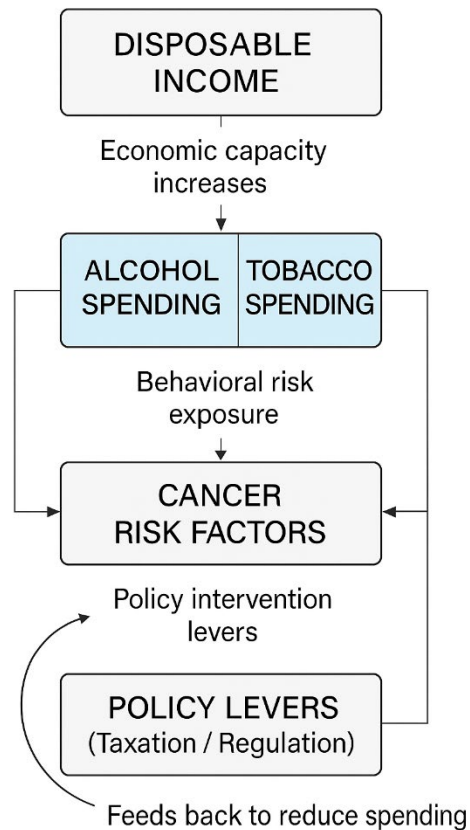 DISPOSABLE
INCOME
Economic capacity
increases
ALCOHOL
SPENDING
TOBACCO
SPENDING
Behavioral risk
exposure
CANCER
RISK FACTORS
Policy intervention
levers
POLICY LEVERS
(Taxation / Regulation)
Feeds back to reduce spending